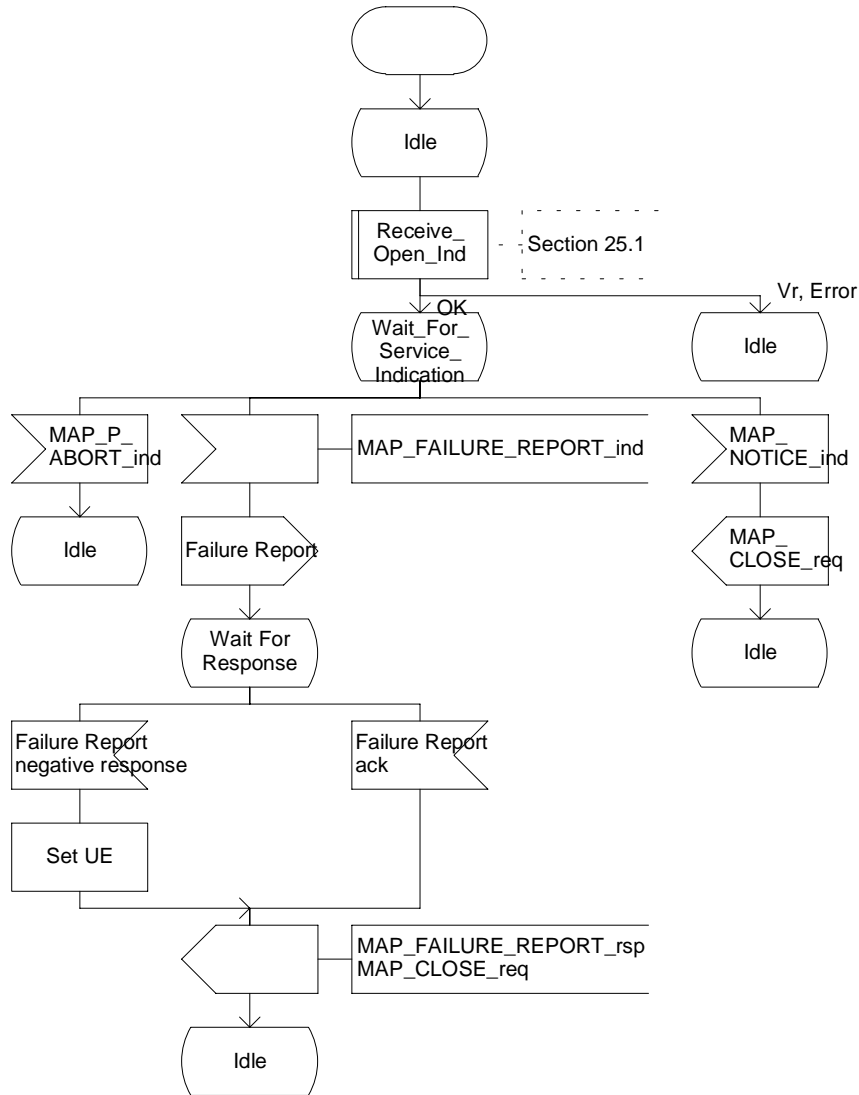 Idle
Receive_
Open_Ind
Section 25.1
Vr, Error
OK
Wait_For_
Service_
Indication
Idle
MAP_P_
ABORT_ind
MAP_FAILURE_REPORT_ind
MAP_
NOTICE_ind
Idle
Failure Report
MAP_
CLOSE_req
Wait For
Response
Idle
Failure Report
negative response
Failure Report
ack
Set UE
MAP_FAILURE_REPORT_rsp
MAP_CLOSE_req
Idle